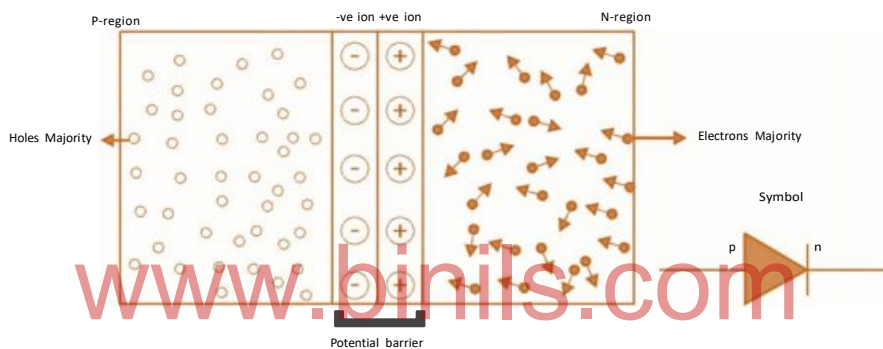 P-region
-ve ion +ve ion
N-region
- +
- +
Holes Majority
Electrons Majority
- +
Symbol
- +
p
n
- +
www.binils.com
Potential barrier